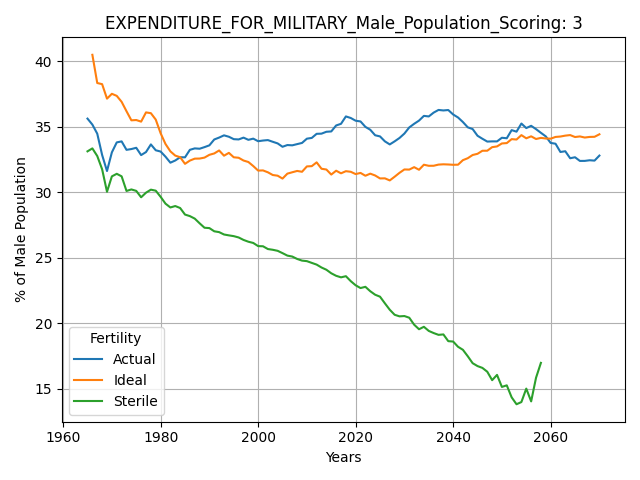 EXPENDITURE_FOR_MILITARY_Male_Population_Scoring: 3
% of Male Population
40
35
30
25
20
15
Fertility
Actual
Ideal
Sterile
1960 1980 2000 2020 2040 2060
Years